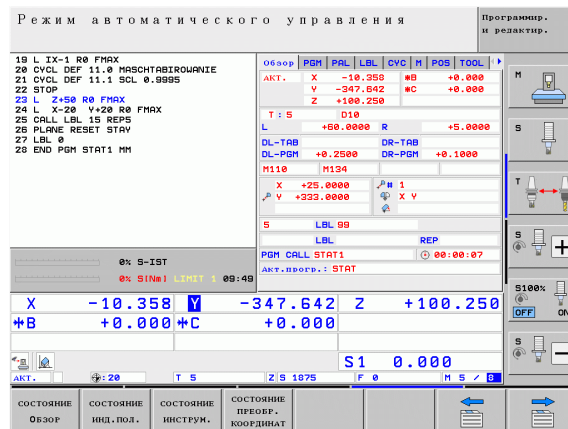 Режим автоматического управления
Программир.
и редактир.
19 L IX-1 R0 FMAX
20 CYCL DEF 11.0 MASCHTABIROWANIE
21 CYCL DEF 11.1 SCL 0.9995
22 STOP
23 L Z+50 R0 FMAX
24 L X-20 Y+20 R0 FMAX
25 CALL LBL 15 REP5
26 PLANE RESET STAY
27 LBL 0
28 END PGM STAT1 MM
0% S-IST
0% S[Nm] LIMIT 1 09:49
Обзор PGM PAL LBL CYC M POS TOOL
АКТ. X -10.358 *B +0.000
Y -347.642 *C +0.000
Z +100.250
T : 5 D10
L +60.0000 R +5.0000
DL-TAB DR-TAB
DL-PGM +0.2500 DR-PGM +0.1000
M110 M134
X +25.0000
Y +333.0000
# 1
X Y
5 LBL 99
LBL REP
PGM CALL STAT1 00:00:07
Акт.прогр.: STAT
X -10.358 Y -347.642 Z +100.250
*B +0.000 *C +0.000
S1 0.000
АКТ. : 20 T 5 Z S 1875 F 0 M 5 / 8
M
S
T
S
S100%
OFF ON
S
СОСТОЯНИЕ
ОБЗОР
СОСТОЯНИЕ
ИНД.ПОЛ.
СОСТОЯНИЕ
ИНСТРУМ.
СОСТОЯНИЕ
ПРЕОБР.
КООРДИНАТ